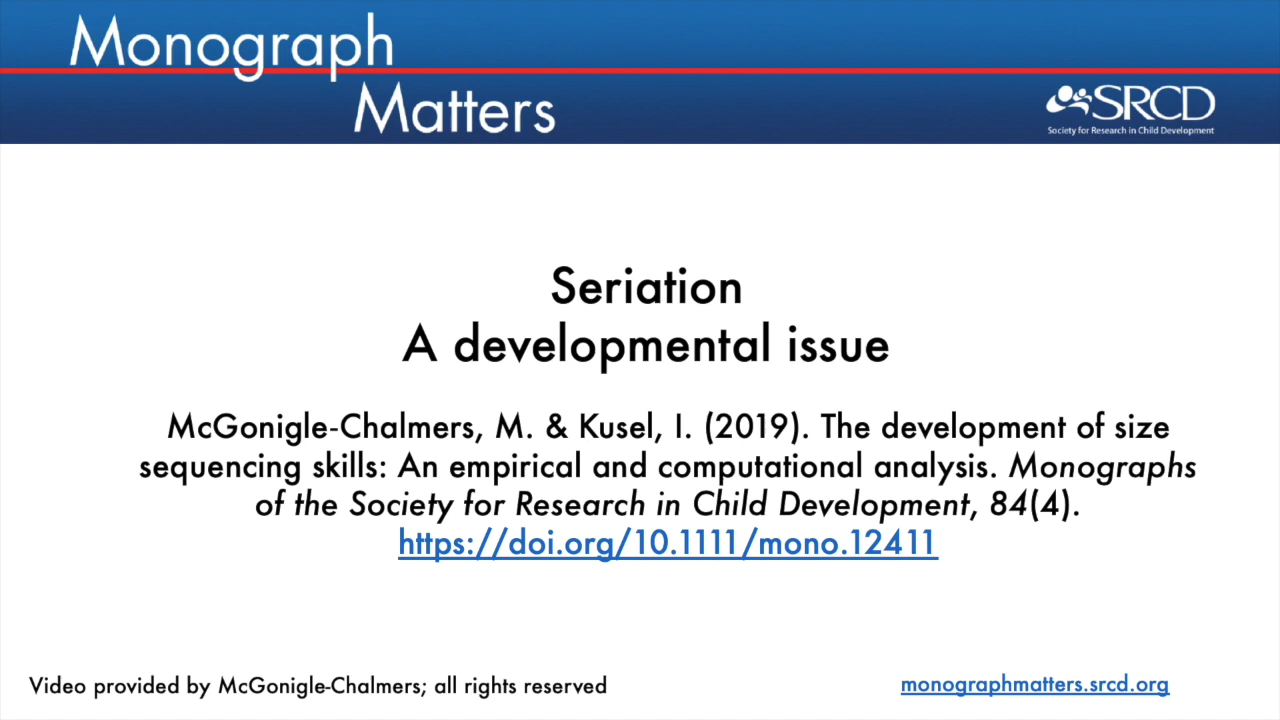 Monograph
Matters
SRCD
Society for Research in Child Development
Seriation
A developmental issue
McGonigle-Chalmers, M. & Kusel, I. (2019). The development of size
sequencing skills: An empirical and computational analysis. Monographs
of the Society for Research in Child Development, 84(4).
https://doi.org/10.1111/mono.12411
Video provided by McGonigle-Chalmers; all rights reserved
monographmatters.srcd.org